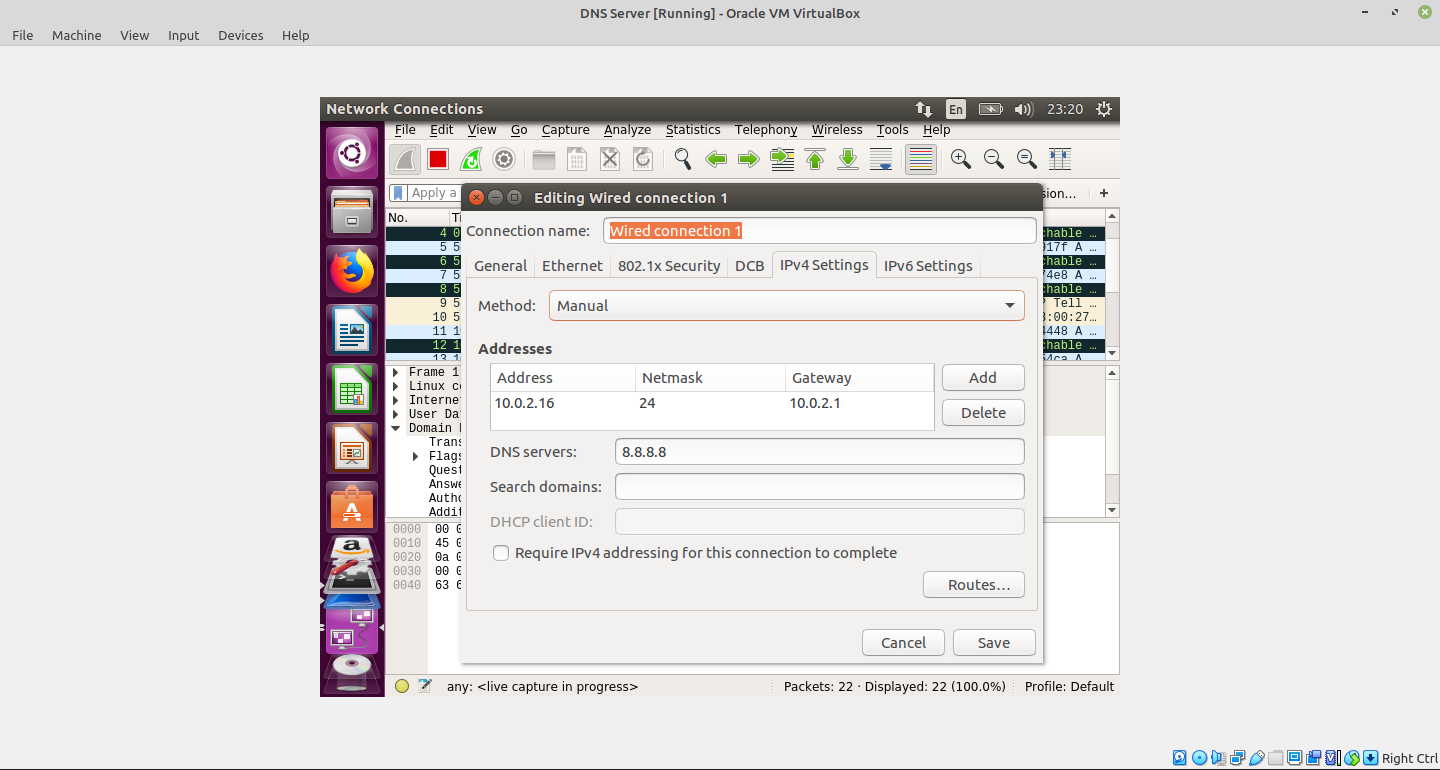 DNS Server [Running] - Oracle VM VirtualBox
File Machine View Input Devices Help
Network Connections En 23:20
File Edit View Go Capture Analyze Statistics Telephony Wireless Tools Help
Apply a sion... +
Editing Wired connection 1
Connection name: Wired connection 1
General Ethernet 802.1x Security DCB IPv4 Settings IPv6 Settings
Method: Manual
Addresses
Address Netmask Gateway
10.0.2.16 24 10.0.2.1
Add
Delete
DNS servers: 8.8.8.8
Search domains:
DHCP client ID:
Require IPv4 addressing for this connection to complete
Routes...
Cancel Save
No. Ti
4 0 chable …
5 5 917f A …
6 5 chable …
7 5 74e8 A …
8 5 chable …
9 5 ? Tell …
10 5 8:00:27…
11 1 4448 A …
12 1 chable …
Frame 1
Linux co
Internet
User Dat
Domain
Trans
Flags
Quest
Answe
Autho
Addit
0000 00 0
0010 45 0
0020 0a 0
0030 00 0
0040 63 6
any: <live capture in progress> Packets: 22 · Displayed: 22 (100.0%) Profile: Default
Right Ctrl